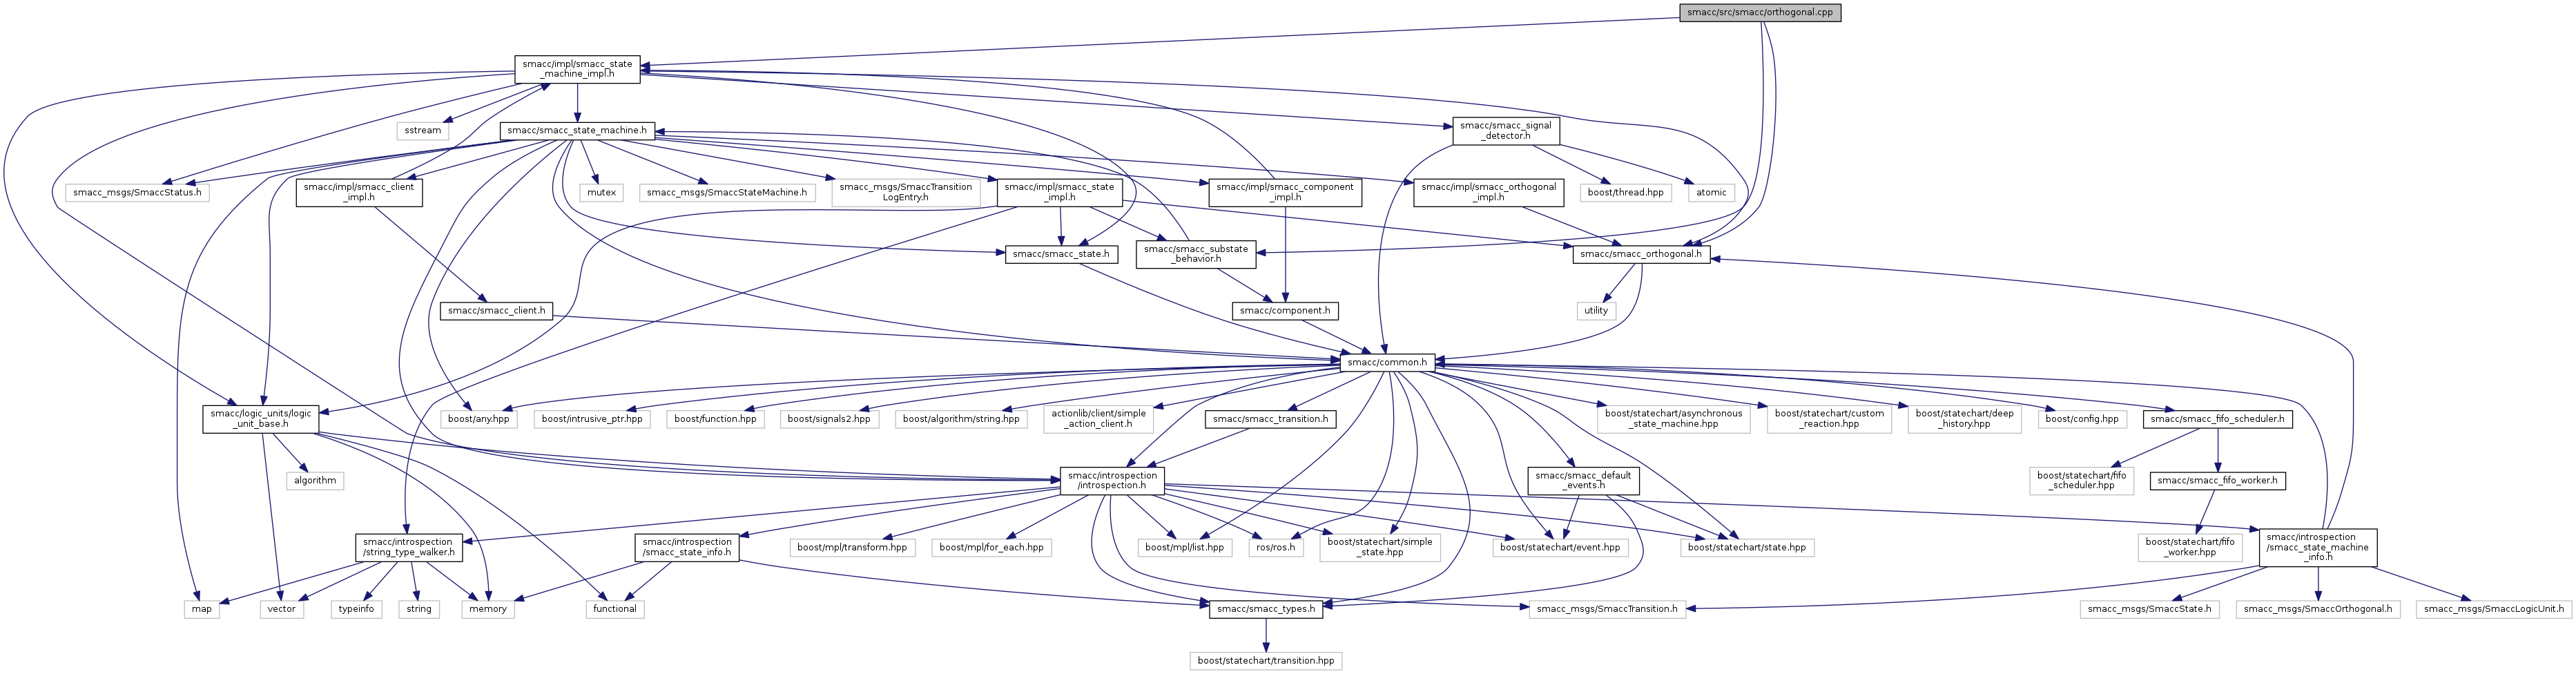 smacc/src/smacc/orthogonal.cpp
smacc/impl/smacc_state
_machine_impl.h
sstream
smacc/smacc_state_machine.h
smacc/smacc_signal
_detector.h
smacc_msgs/SmaccStatus.h
smacc/impl/smacc_client
_impl.h
mutex
smacc_msgs/SmaccStateMachine.h
smacc_msgs/SmaccTransition
LogEntry.h
smacc/impl/smacc_state
_impl.h
smacc/impl/smacc_component
_impl.h
smacc/impl/smacc_orthogonal
_impl.h
boost/thread.hpp
atomic
smacc/smacc_state.h
smacc/smacc_substate
_behavior.h
smacc/smacc_orthogonal.h
smacc/smacc_client.h
smacc/component.h
utility
smacc/common.h
smacc/logic_units/logic
_unit_base.h
boost/any.hpp
boost/intrusive_ptr.hpp
boost/function.hpp
boost/signals2.hpp
boost/algorithm/string.hpp
actionlib/client/simple
_action_client.h
smacc/smacc_transition.h
boost/statechart/asynchronous
_state_machine.hpp
boost/statechart/custom
_reaction.hpp
boost/statechart/deep
_history.hpp
boost/config.hpp
smacc/smacc_fifo_scheduler.h
algorithm
smacc/introspection
/introspection.h
smacc/smacc_default
_events.h
boost/statechart/fifo
_scheduler.hpp
smacc/smacc_fifo_worker.h
smacc/introspection
/string_type_walker.h
smacc/introspection
/smacc_state_info.h
boost/mpl/transform.hpp
boost/mpl/for_each.hpp
boost/mpl/list.hpp
ros/ros.h
boost/statechart/simple
_state.hpp
boost/statechart/event.hpp
boost/statechart/state.hpp
boost/statechart/fifo
_worker.hpp
smacc/introspection
/smacc_state_machine
_info.h
map
vector
typeinfo
string
memory
functional
smacc/smacc_types.h
smacc_msgs/SmaccTransition.h
smacc_msgs/SmaccState.h
smacc_msgs/SmaccOrthogonal.h
smacc_msgs/SmaccLogicUnit.h
boost/statechart/transition.hpp